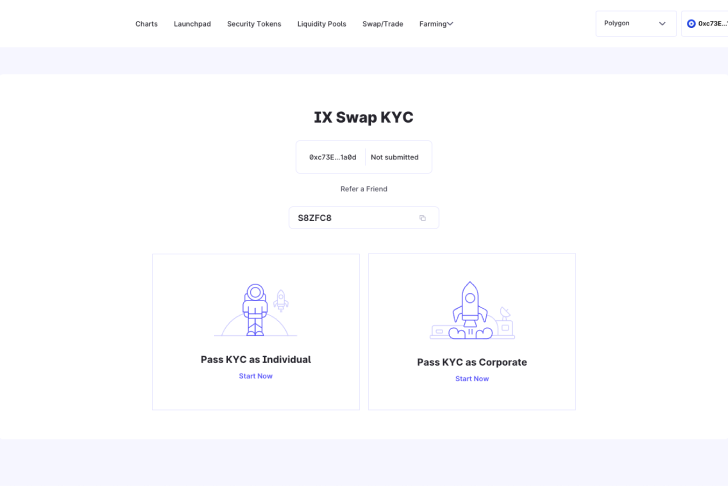 Charts
Launchpad
Security Tokens
Liquidity Pools
Swap/Trade
Farming
Polygon
0xc73E...
IX Swap KYC
0xc73E...1a0d
Not submitted
Refer a Friend
S8ZFC8
Pass KYC as Individual
Start Now
Pass KYC as Corporate
Start Now